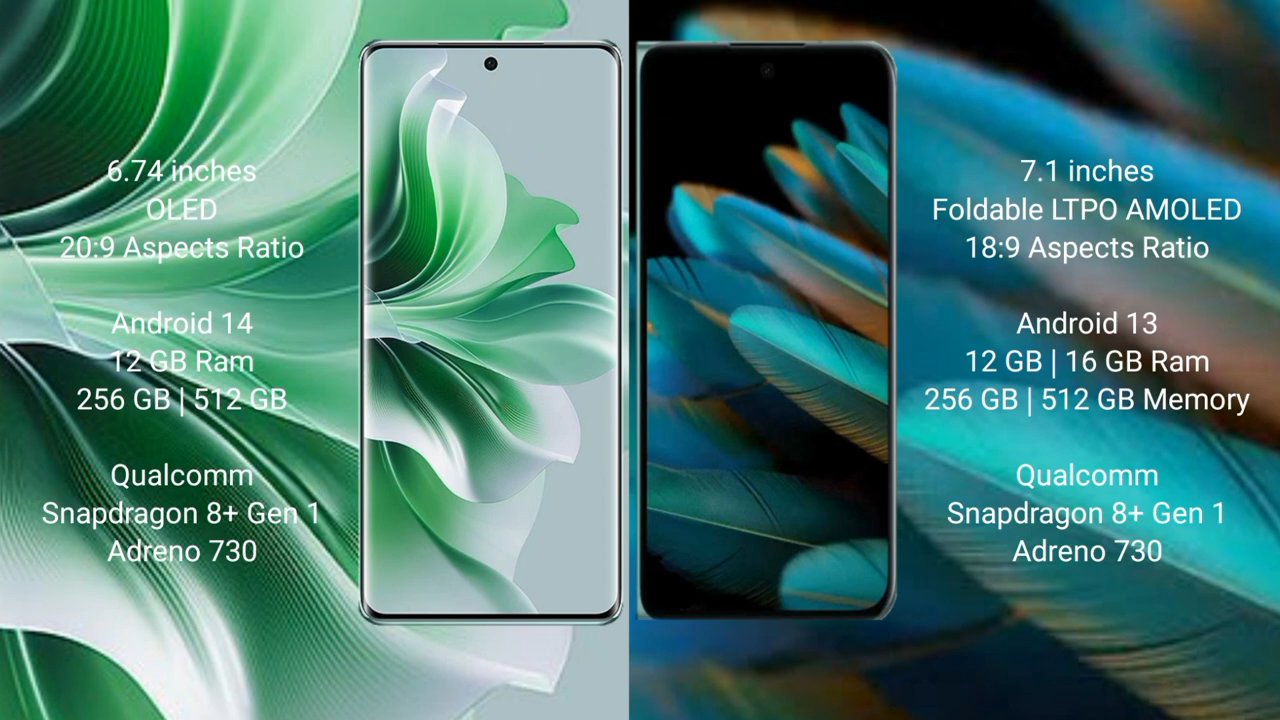 6.74 inches
OLED
20:9 Aspects Ratio
Android 14
12 GB Ram
256 GB | 512 GB
Qualcomm
Snapdragon 8+ Gen 1
Adreno 730
7.1 inches
Foldable LTPO AMOLED
18:9 Aspects Ratio
Android 13
12 GB | 16 GB Ram
256 GB | 512 GB Memory
Qualcomm
Snapdragon 8+ Gen 1
Adreno 730